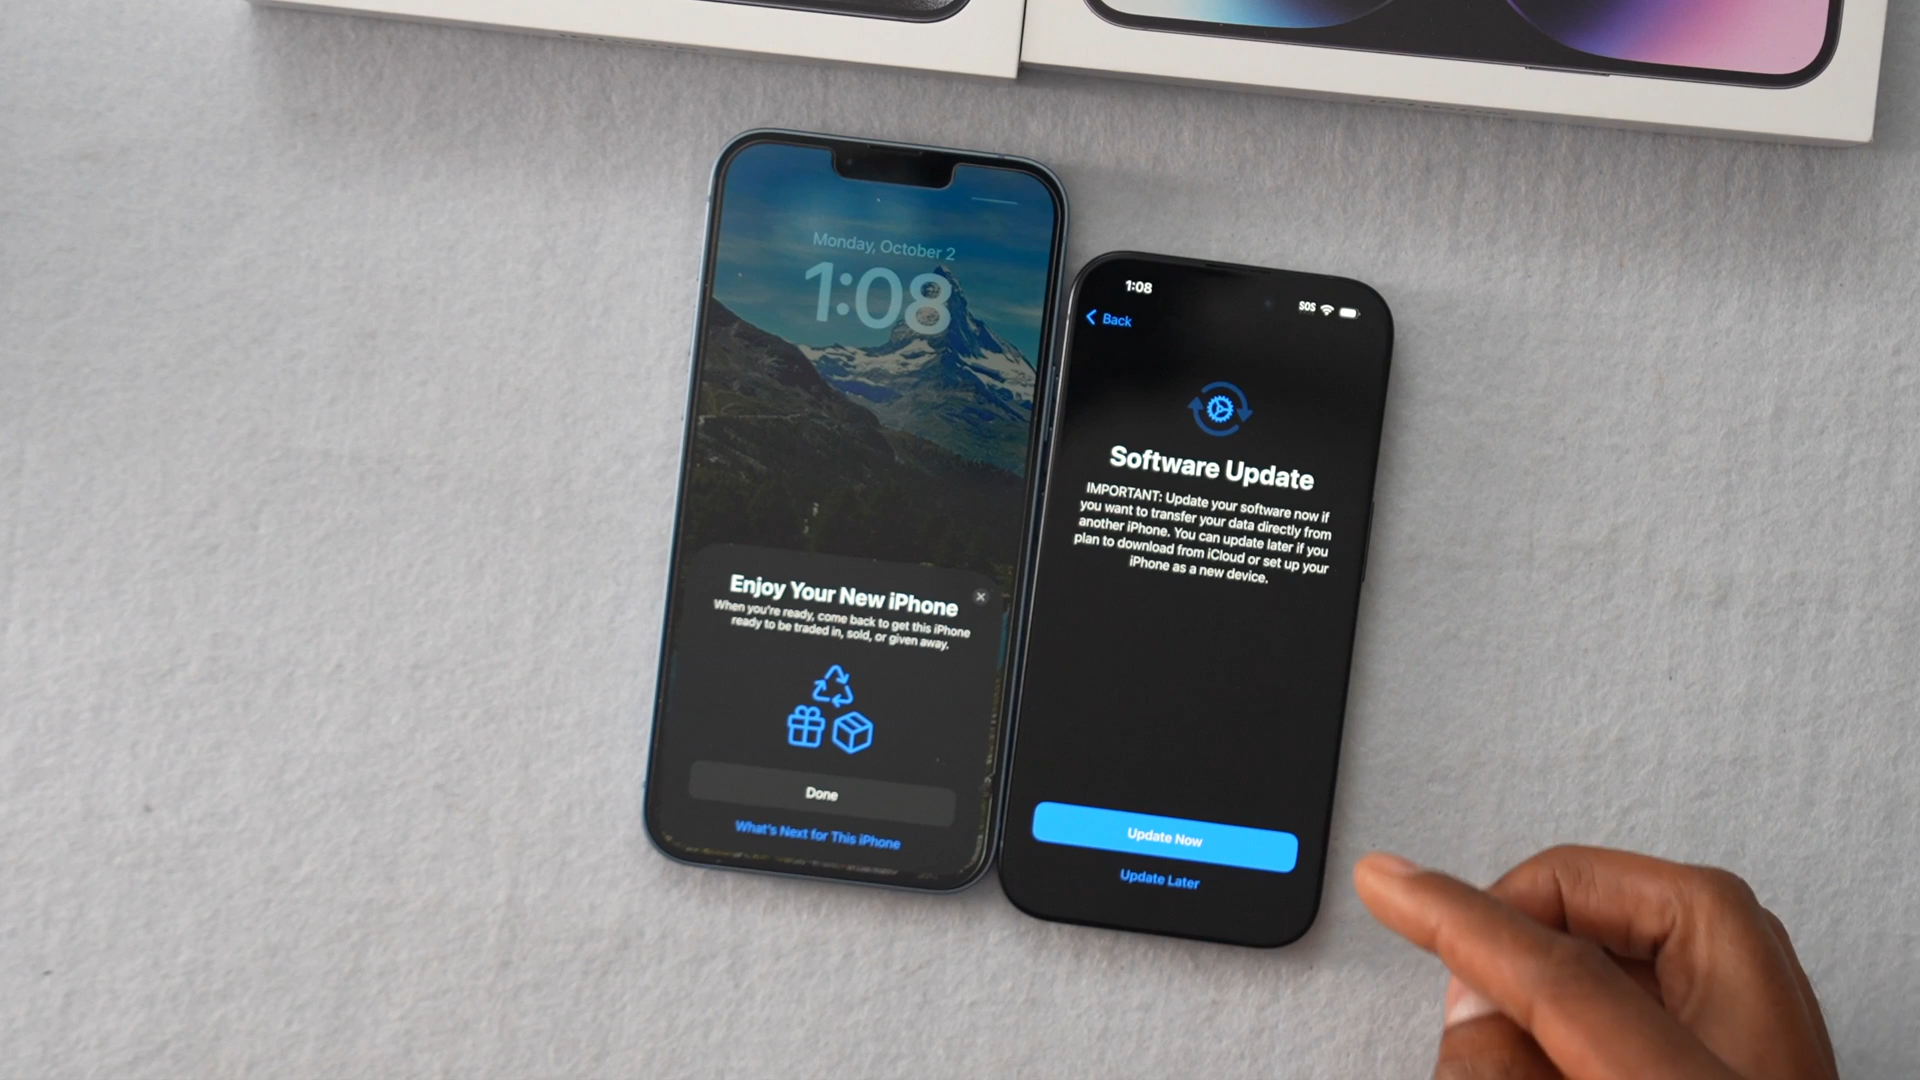 Monday, October 2
1:08
Enjoy Your New iPhone
When you're ready, come back to get this iPhone
ready to be traded in, sold, or given away.
Done
What's Next for This iPhone
1:08
SOS
Back
Software Update
IMPORTANT: Update your software now if
you want to transfer your data directly from
another iPhone. You can update later if you
plan to download from iCloud or set up your
iPhone as a new device.
Update Now
Update Later